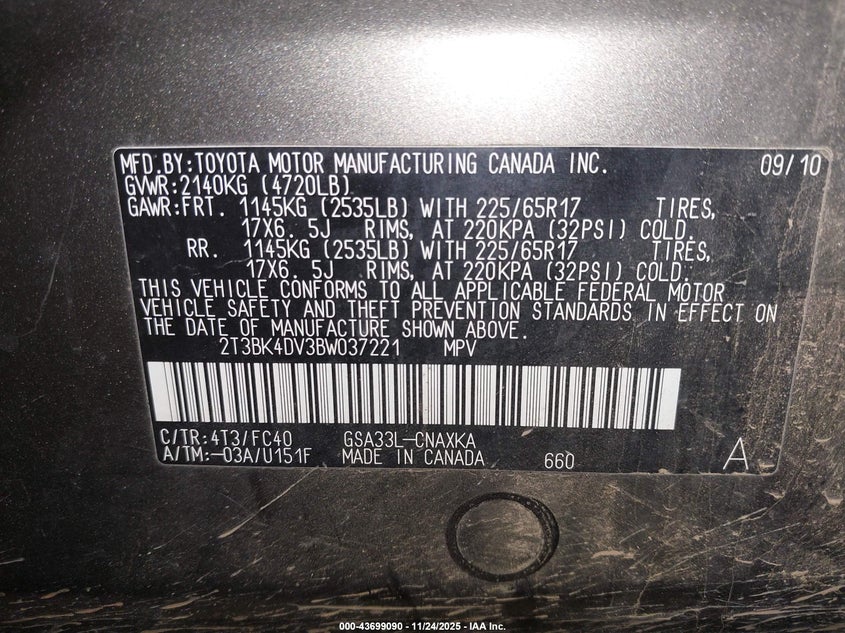 MFD.BY:TOYOTA MOTOR MANUFACTURING CANADA INC. 09/10
GVWR:2140KG (4720LB)
GAWR:FRT. 1145KG (2535LB) WITH 225/65R17 TIRES,
17X6. 5J RIMS, AT 220KPA (32PSI) COLD.
RR. 1145KG (2535LB) WITH 225/65R17 TIRES,
17X6. 5J RIMS, AT 220KPA (32PSI) COLD.
THIS VEHICLE CONFORMS TO ALL APPLICABLE FEDERAL MOTOR
VEHICLE SAFETY AND THEFT PREVENTION STANDARDS IN EFFECT ON
THE DATE OF MANUFACTURE SHOWN ABOVE.
2T3BK4DV3BW037221 MPV
C/TR:4T3/FC40 GSA33L-CNAXKA
A/TM:-03A/U151F MADE IN CANADA 660 A
000-43699090 - 11/24/2025 - IAA Inc.